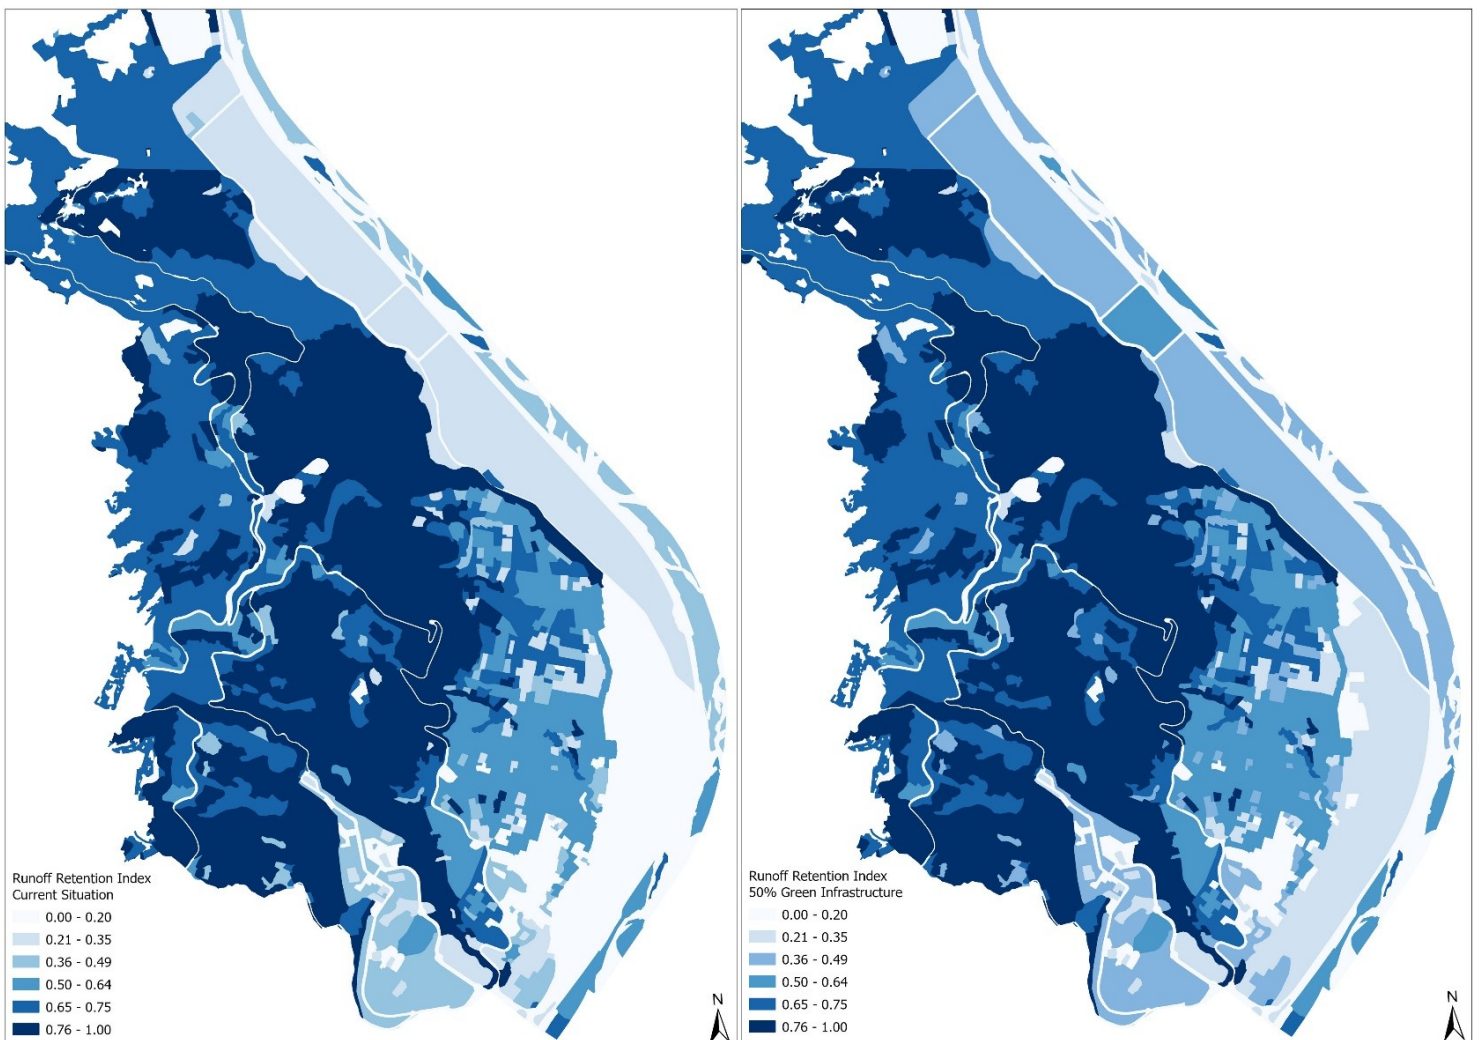 Runoff Retention Index
Current Situation
0.00 - 0.20
0.21 - 0.35
0.36 - 0.49
0.50 - 0.64
0.65 - 0.75
0.76 - 1.00
N
Runoff Retention Index
50% Green Infrastructure
0.00 - 0.20
0.21 - 0.35
0.36 - 0.49
0.50 - 0.64
0.65 - 0.75
0.76 - 1.00
N